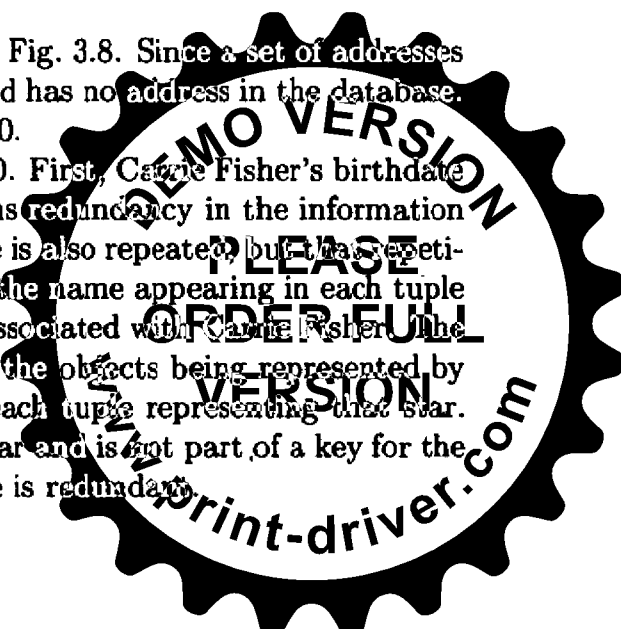 Fig. 3.8. Since a set of addresses
d has no address in the database.
0.
0. First, Carrie Fisher's birthdate
as redundancy in the information
e is also repeated, but that repeti-
the name appearing in each tuple
ssociated with Carrie Fisher. The
the objects being represented by
each tuple representing that star.
ar and is not part of a key for the
e is redundant.
DEMO VERSION
PLEASE
ORDER FULL
VERSION
www.print-driver.com